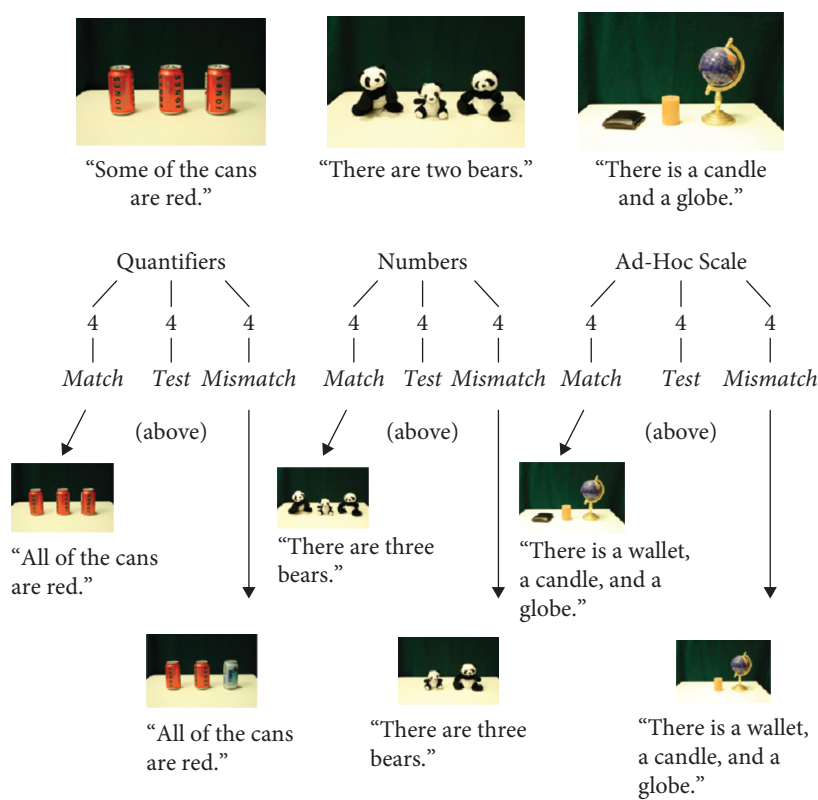 JONES JONES JONES
“Some of the cans
are red.”
“There are two bears.”
“There is a candle
and a globe.”
Quantifiers Numbers Ad-Hoc Scale
4 4 4 4 4 4 4 4 4
Match Test Mismatch Match Test Mismatch Match Test Mismatch
(above) (above) (above)
“All of the cans
are red.”
“There are three
bears.”
“There is a wallet,
a candle, and a
globe.”
“All of the cans
are red.”
“There are three
bears.”
“There is a wallet,
a candle, and a
globe.”